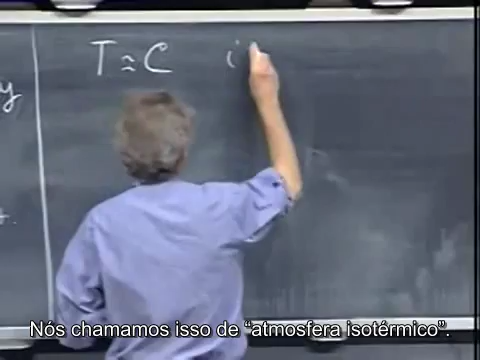 y
T ≈ C i
Nós chamamos isso de “atmosfera isotérmico”.